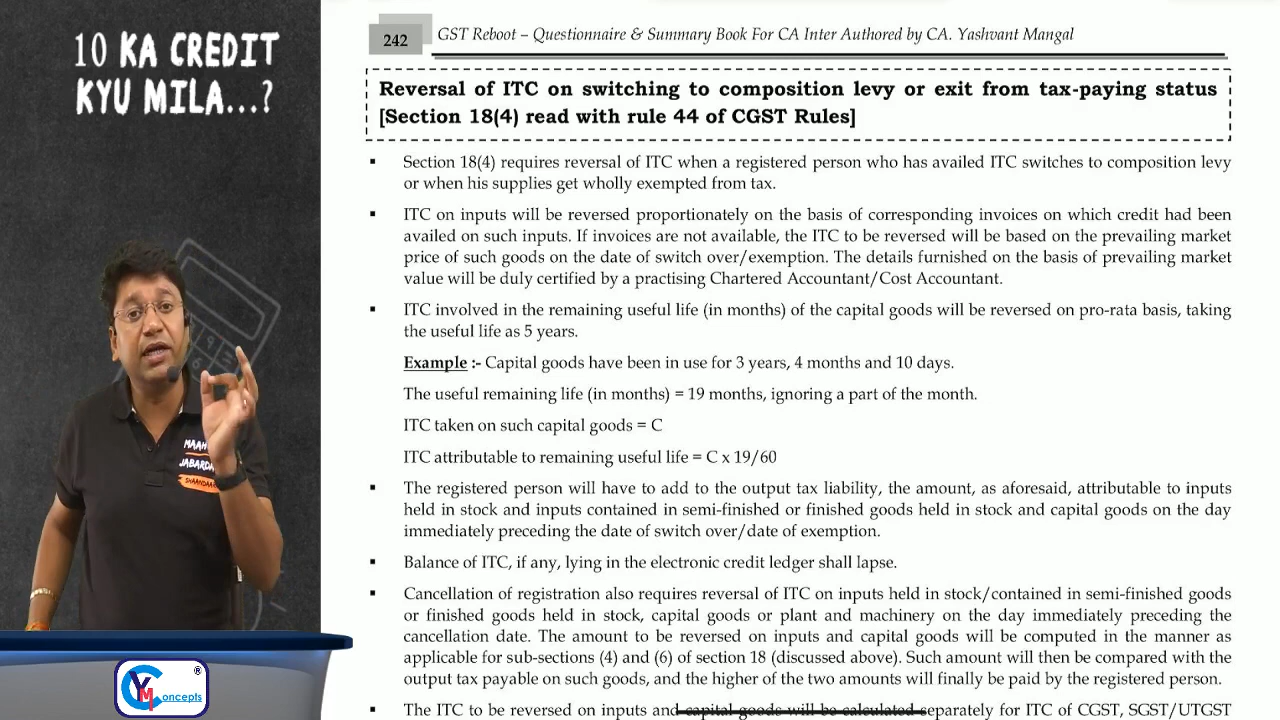 10 KA CREDIT
KYU MILA...?
242
GST Reboot – Questionnaire & Summary Book For CA Inter Authored by CA. Yashvant Mangal
Reversal of ITC on switching to composition levy or exit from tax-paying status
[Section 18(4) read with rule 44 of CGST Rules]
▪ Section 18(4) requires reversal of ITC when a registered person who has availed ITC switches to composition levy
or when his supplies get wholly exempted from tax.
▪ ITC on inputs will be reversed proportionately on the basis of corresponding invoices on which credit had been
availed on such inputs. If invoices are not available, the ITC to be reversed will be based on the prevailing market
price of such goods on the date of switch over/exemption. The details furnished on the basis of prevailing market
value will be duly certified by a practising Chartered Accountant/Cost Accountant.
▪ ITC involved in the remaining useful life (in months) of the capital goods will be reversed on pro-rata basis, taking
the useful life as 5 years.
Example :- Capital goods have been in use for 3 years, 4 months and 10 days.
The useful remaining life (in months) = 19 months, ignoring a part of the month.
ITC taken on such capital goods = C
ITC attributable to remaining useful life = C x 19/60
▪ The registered person will have to add to the output tax liability, the amount, as aforesaid, attributable to inputs
held in stock and inputs contained in semi-finished or finished goods held in stock and capital goods on the day
immediately preceding the date of switch over/date of exemption.
▪ Balance of ITC, if any, lying in the electronic credit ledger shall lapse.
▪ Cancellation of registration also requires reversal of ITC on inputs held in stock/contained in semi-finished goods
or finished goods held in stock, capital goods or plant and machinery on the day immediately preceding the
cancellation date. The amount to be reversed on inputs and capital goods will be computed in the manner as
applicable for sub-sections (4) and (6) of section 18 (discussed above). Such amount will then be compared with the
output tax payable on such goods, and the higher of the two amounts will finally be paid by the registered person.
▪ The ITC to be reversed on inputs and capital goods will be calculated separately for ITC of CGST, SGST/UTGST
MAAH
JABARDA
SHAANDAAR
CYM Concepts ®